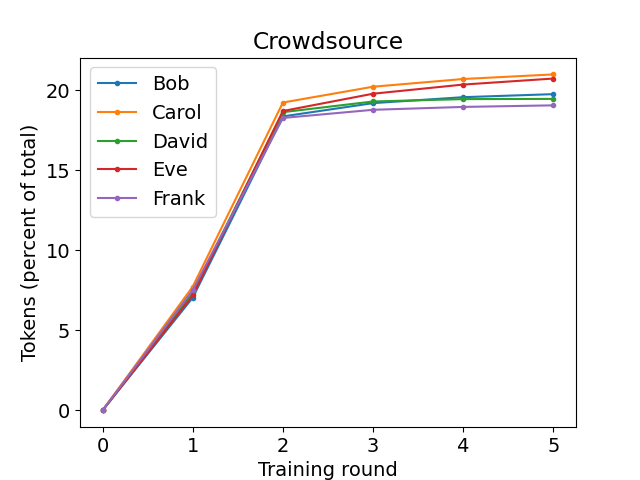 Crowdsource
Bob
Carol
David
Eve
Frank
Tokens (percent of total)
20
15
10
5
0
0 1 2 3 4 5
Training round